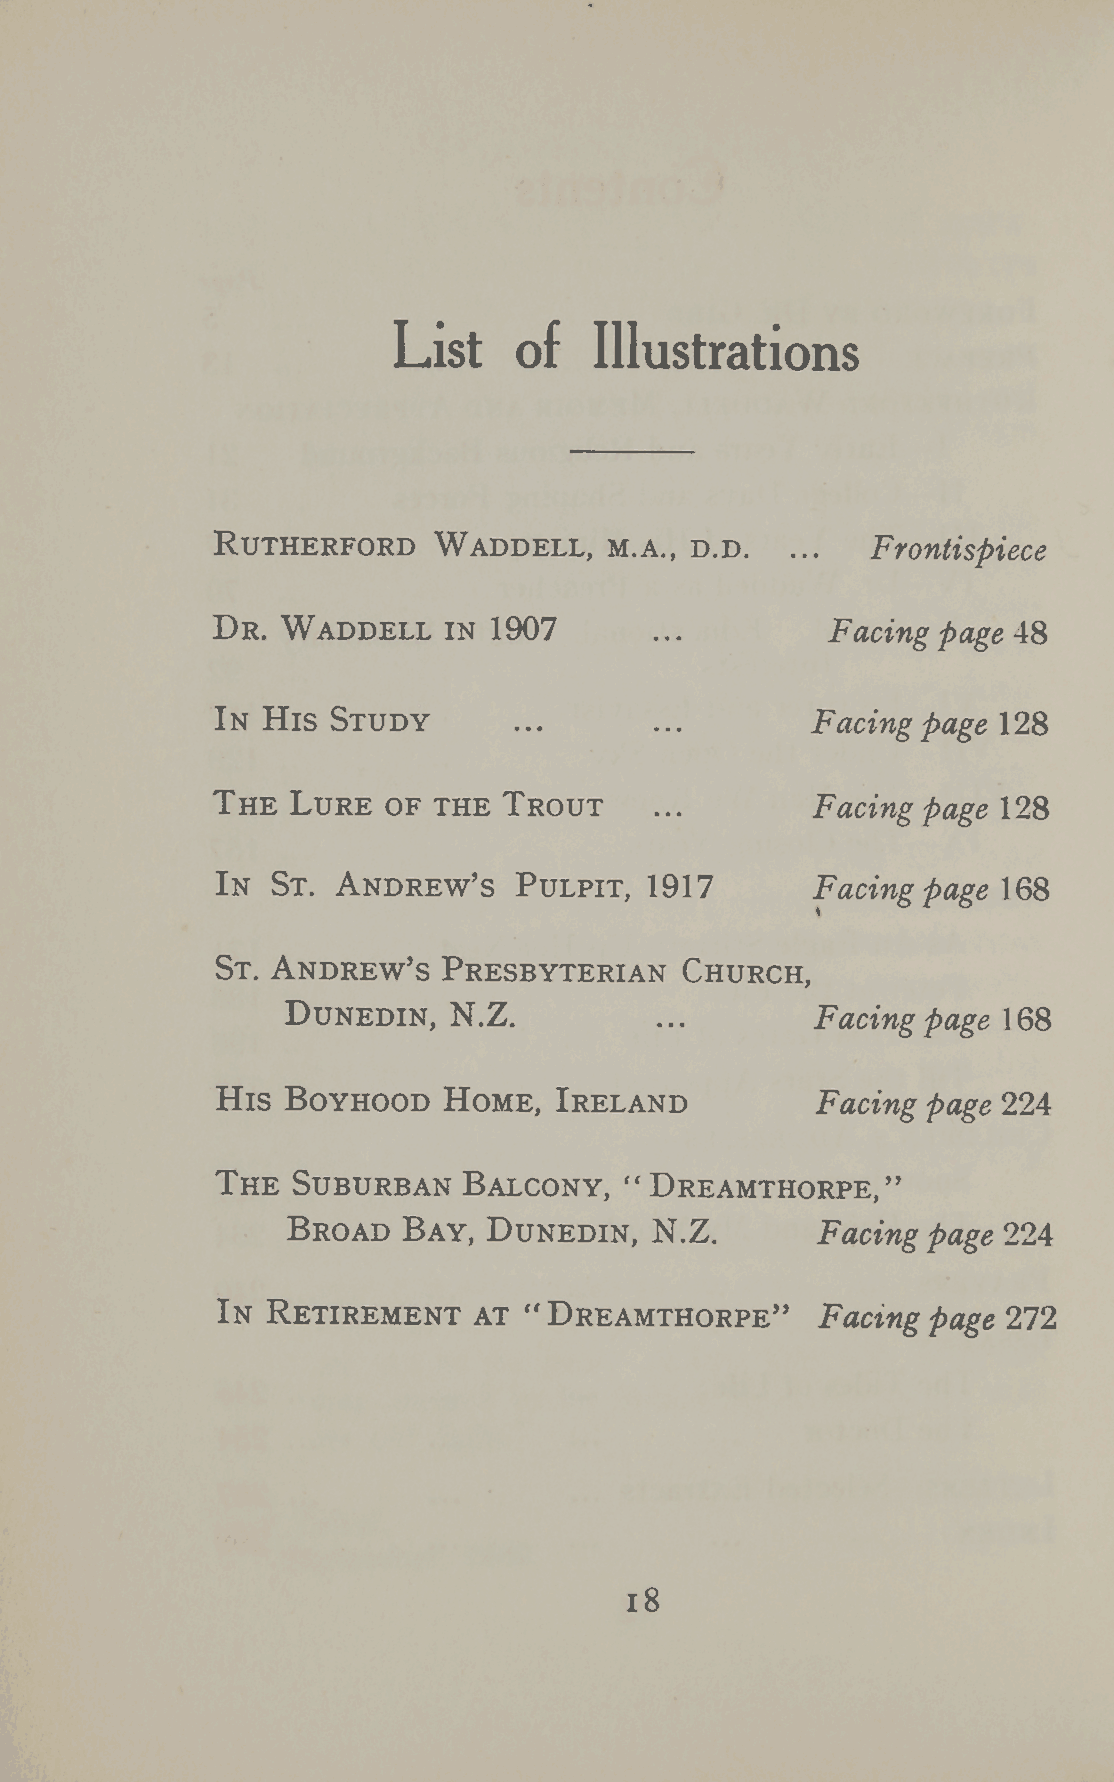 List of Illustrations
RUTHERFORD WADDELL, M.A., D.D. ... Frontispiece
DR. WADDELL IN 1907 ... Facing page 48
IN HIS STUDY ... ... Facing page 128
THE LURE OF THE TROUT ... Facing page 128
IN ST. ANDREW'S PULPIT, 1917 Facing page 168
ST. ANDREW'S PRESBYTERIAN CHURCH,
DUNEDIN, N.Z. ... Facing page 168
HIS BOYHOOD HOME, IRELAND Facing page 224
THE SUBURBAN BALCONY, "DREAMTHORPE,"
BROAD BAY, DUNEDIN, N.Z. Facing page 224
IN RETIREMENT AT "DREAMTHORPE" Facing page 272
18